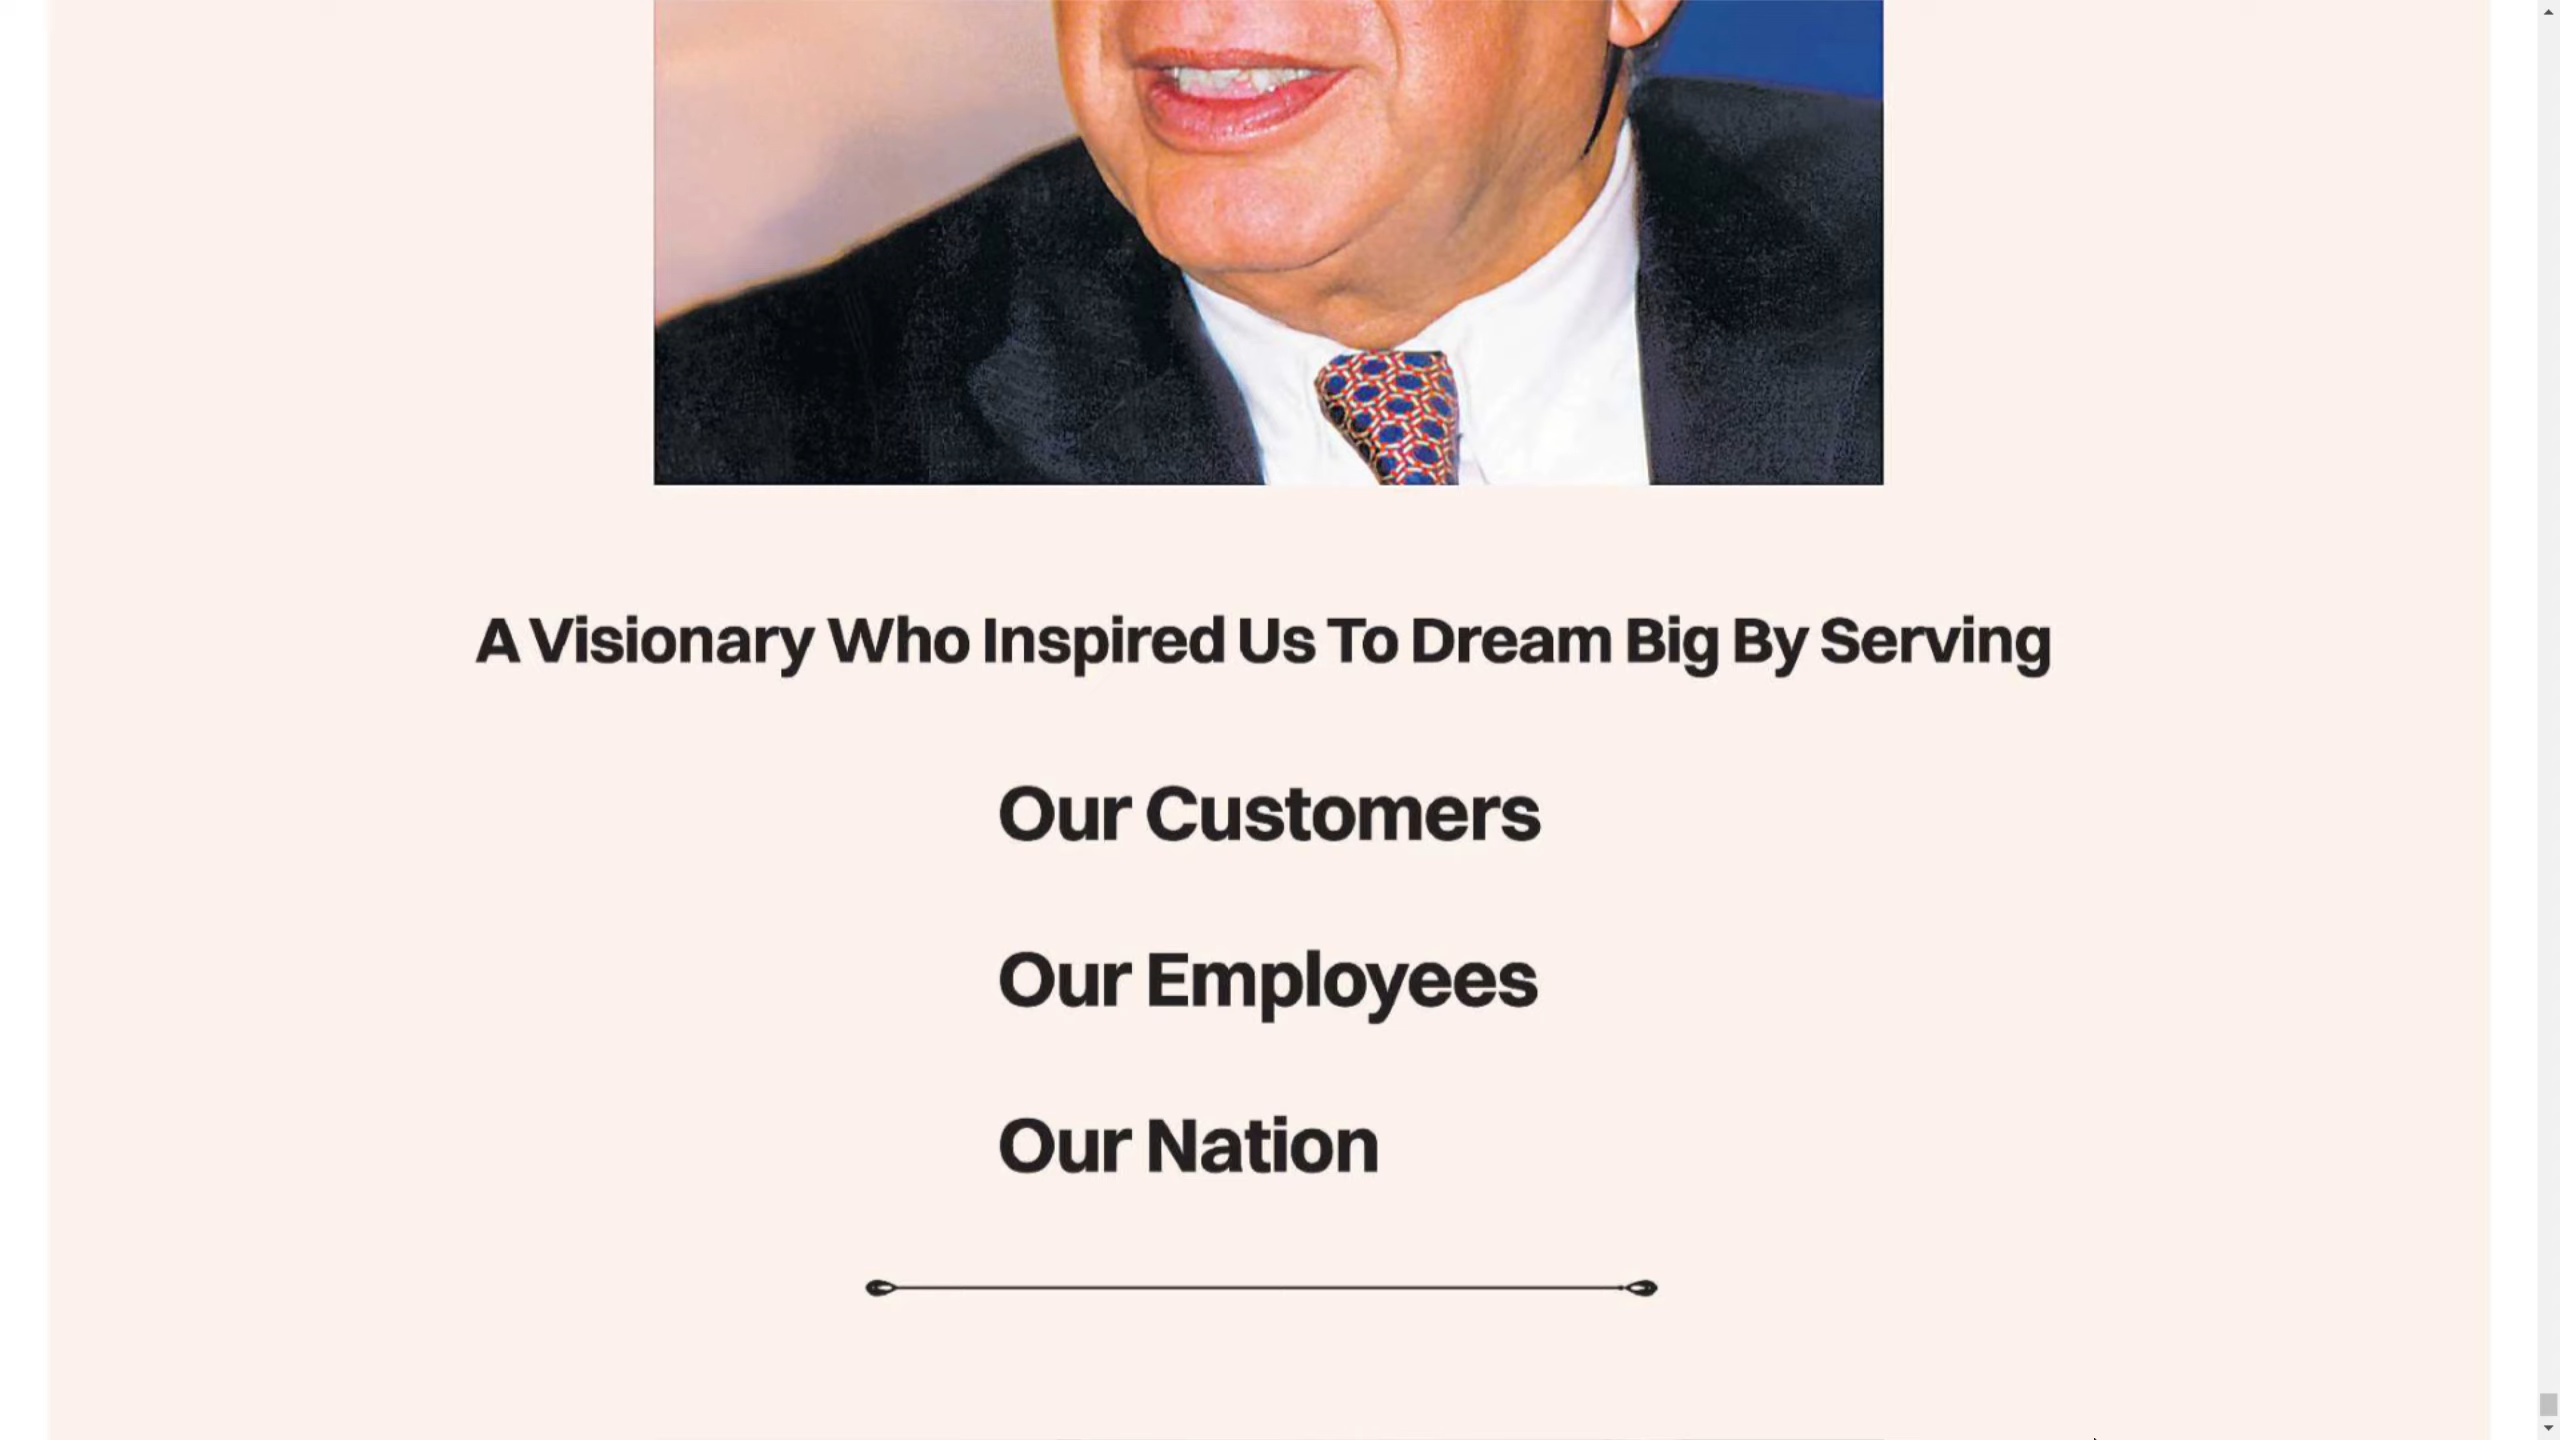 A Visionary Who Inspired Us To Dream Big By Serving
Our Customers
Our Employees
Our Nation